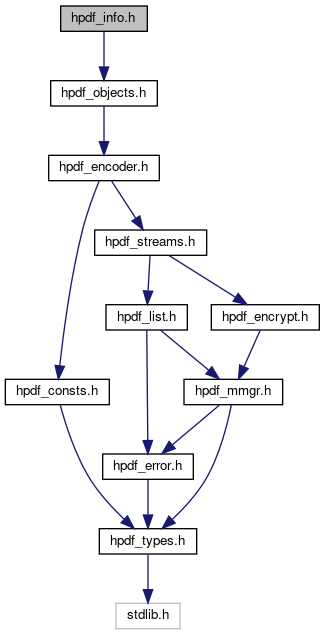 hpdf_info.h
hpdf_objects.h
hpdf_encoder.h
hpdf_streams.h
hpdf_list.h
hpdf_encrypt.h
hpdf_consts.h
hpdf_mmgr.h
hpdf_error.h
hpdf_types.h
stdlib.h